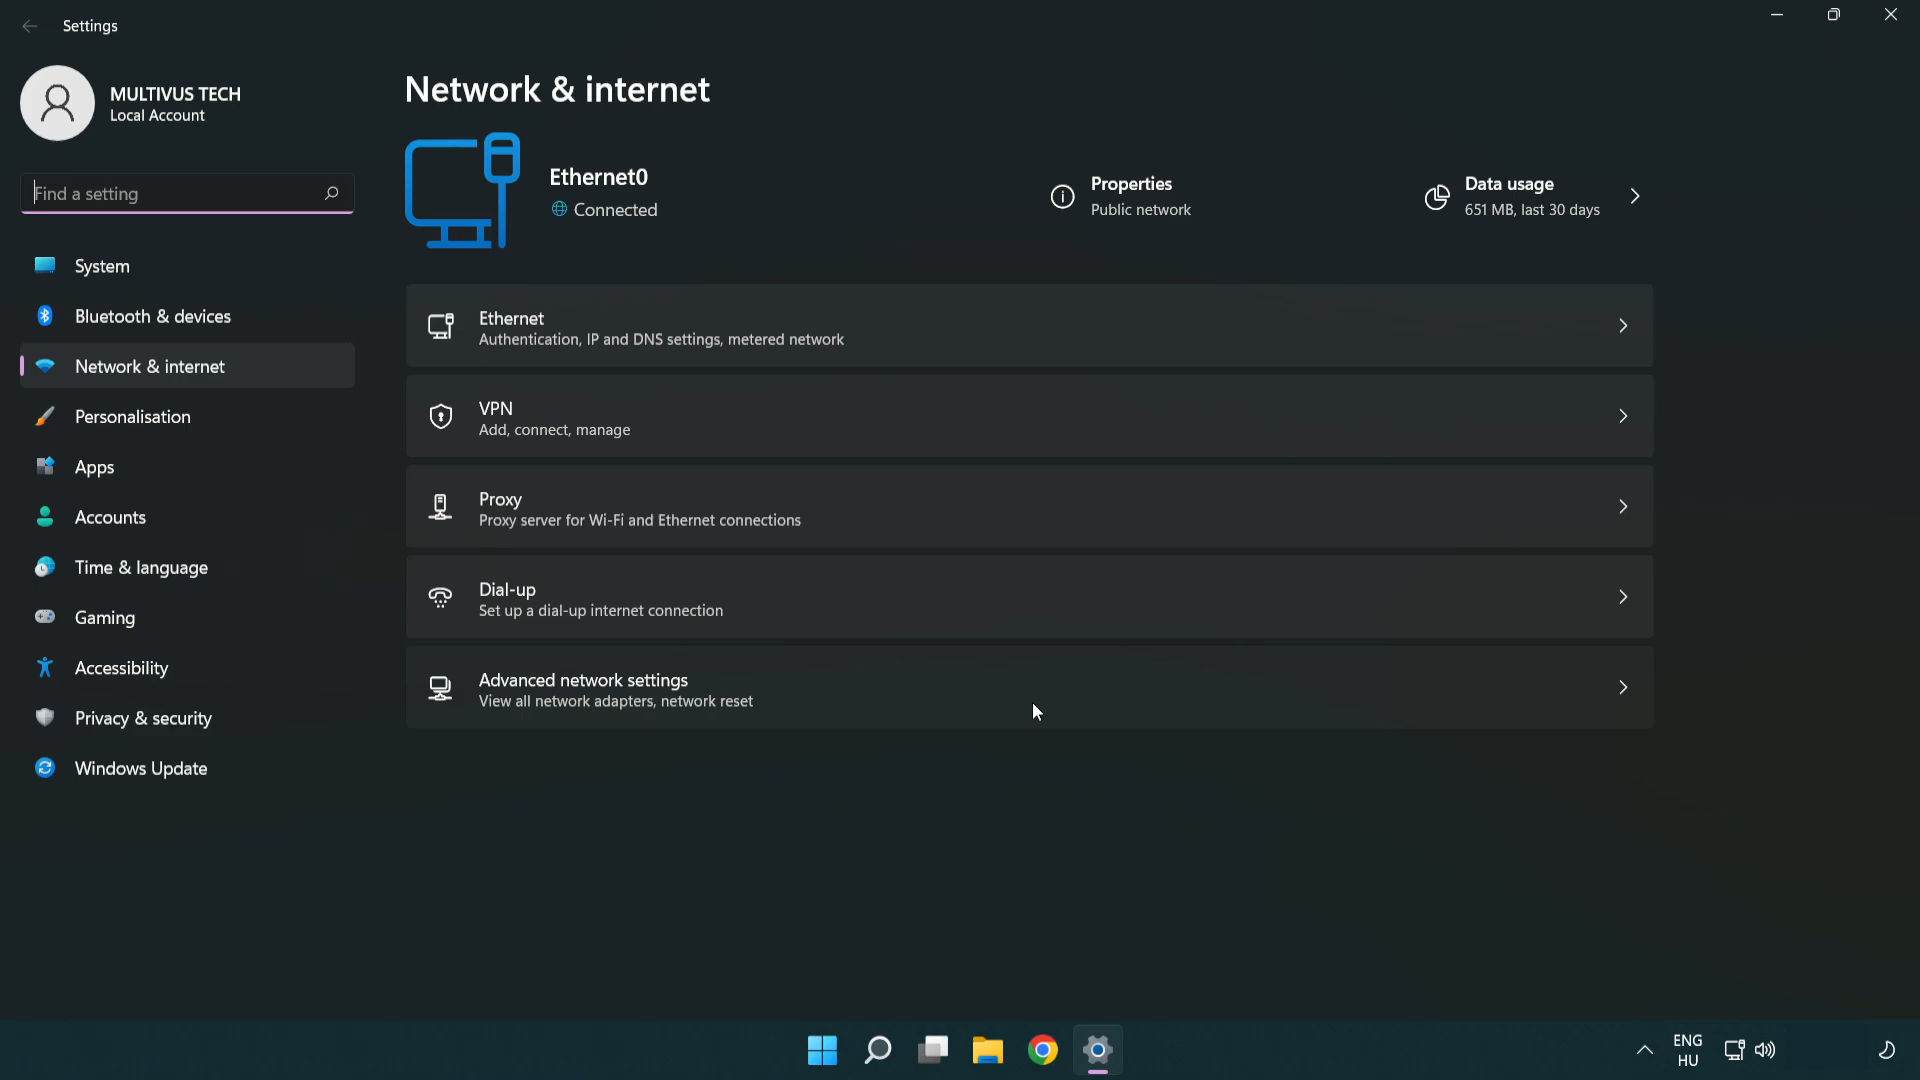 Settings
MULTIVUS TECH
Local Account
Find a setting
System
Bluetooth & devices
Network & internet
Personalisation
Apps
Accounts
Time & language
Gaming
Accessibility
Privacy & security
Windows Update
Network & internet
Ethernet0
Connected
Properties
Public network
Data usage
651 MB, last 30 days
Ethernet
Authentication, IP and DNS settings, metered network
VPN
Add, connect, manage
Proxy
Proxy server for Wi-Fi and Ethernet connections
Dial-up
Set up a dial-up internet connection
Advanced network settings
View all network adapters, network reset
ENG
HU